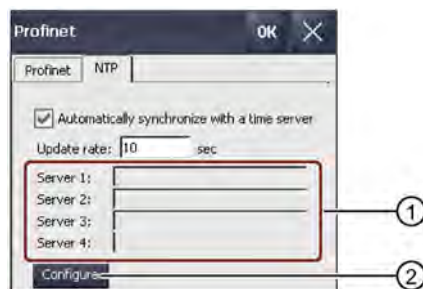 Profinet OK
Profinet NTP
Automatically synchronize with a time server
Update rate: 10 sec
Server 1:
Server 2:
Server 3:
Server 4:
1
Configure
2